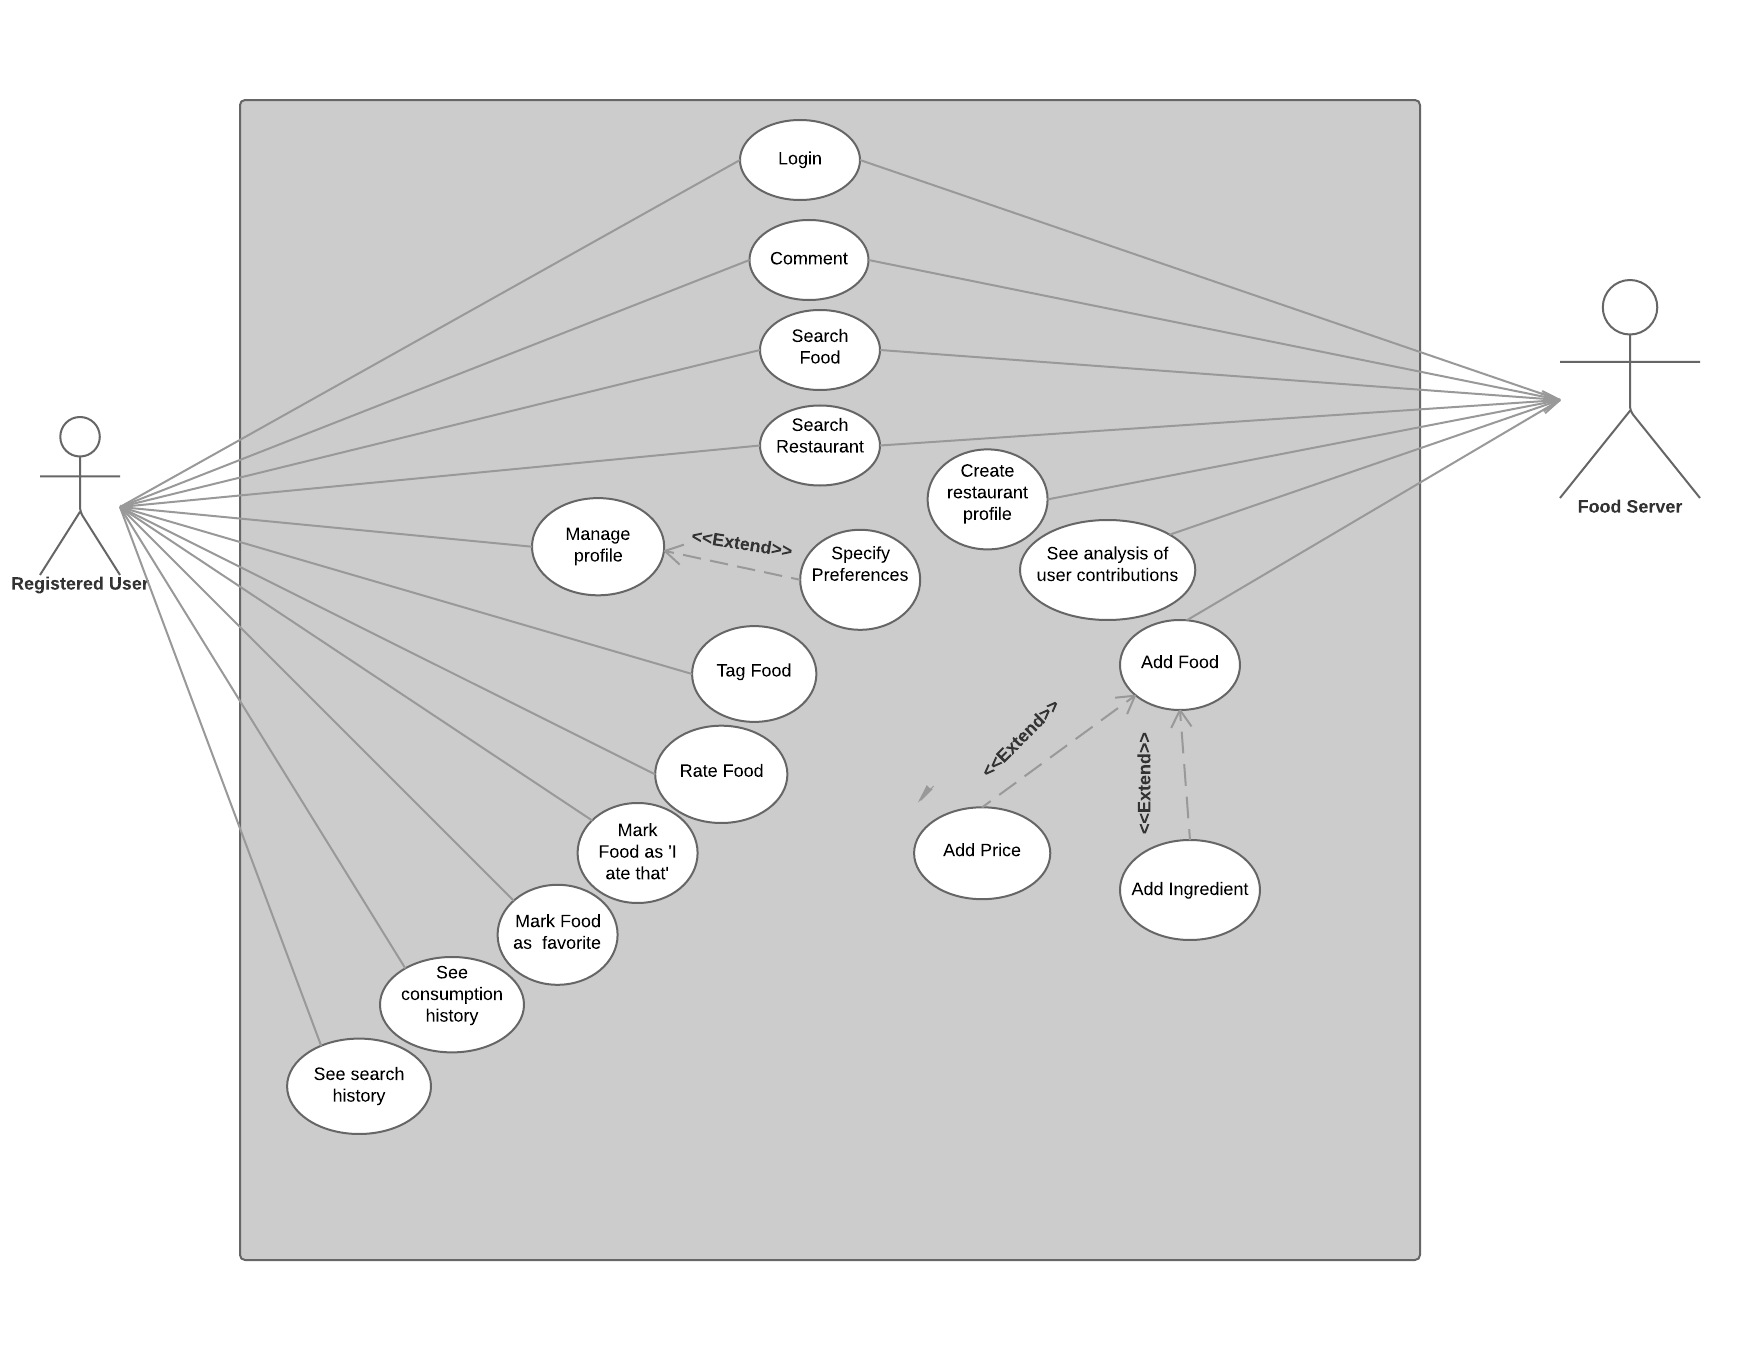 Login
Comment
Search
Food
Search
Restaurant
Create
restaurant
profile
Food Server
Manage
profile
<<Extend>>
Specify
Preferences
See analysis of
user contributions
Registered User
Tag Food
Add Food
Rate Food
<<Extend>>
<<Extend>>
Mark
Food as 'I
ate that'
Add Price
Add Ingredient
Mark Food
as  favorite
See
consumption
history
See search
history